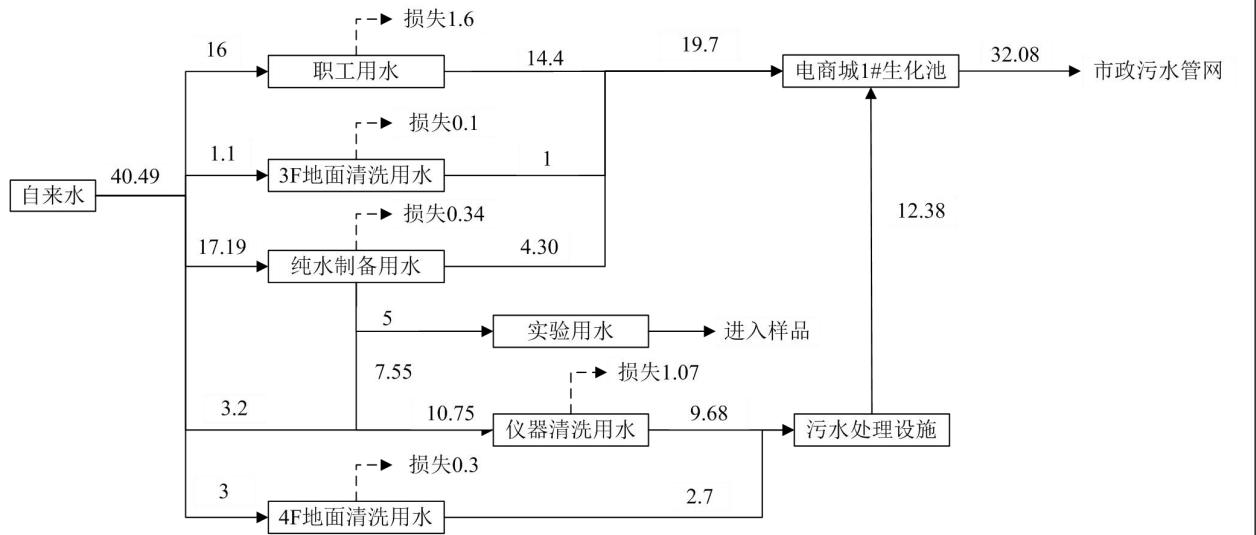 损失1.6
16
职工用水
14.4
19.7
电商城1#生化池
32.08
市政污水管网
损失0.1
1.1
3F地面清洗用水
1
自来水
40.49
损失0.34
12.38
17.19
纯水制备用水
4.30
5
实验用水
进入样品
7.55
损失1.07
3.2
10.75
仪器清洗用水
9.68
污水处理设施
损失0.3
3
4F地面清洗用水
2.7